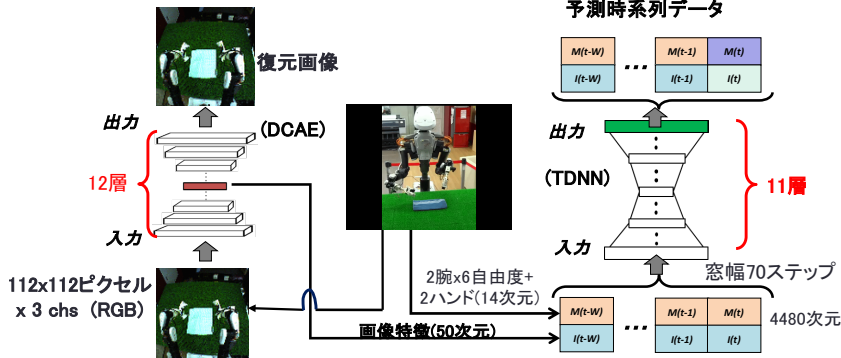 予測時系列データ
M(t-W) M(t-1) M(t)
I(t-W) ... I(t-1) I(t)
復元画像
出力
(DCAE)
12層
入力
112x112ピクセル
x 3 chs (RGB)
出力
(TDNN)
11層
入力
窓幅70ステップ
2腕x6自由度+
2ハンド(14次元)
画像特徴(50次元)
M(t-W) M(t-1) M(t)
I(t-W) ... I(t-1) I(t)
4480次元